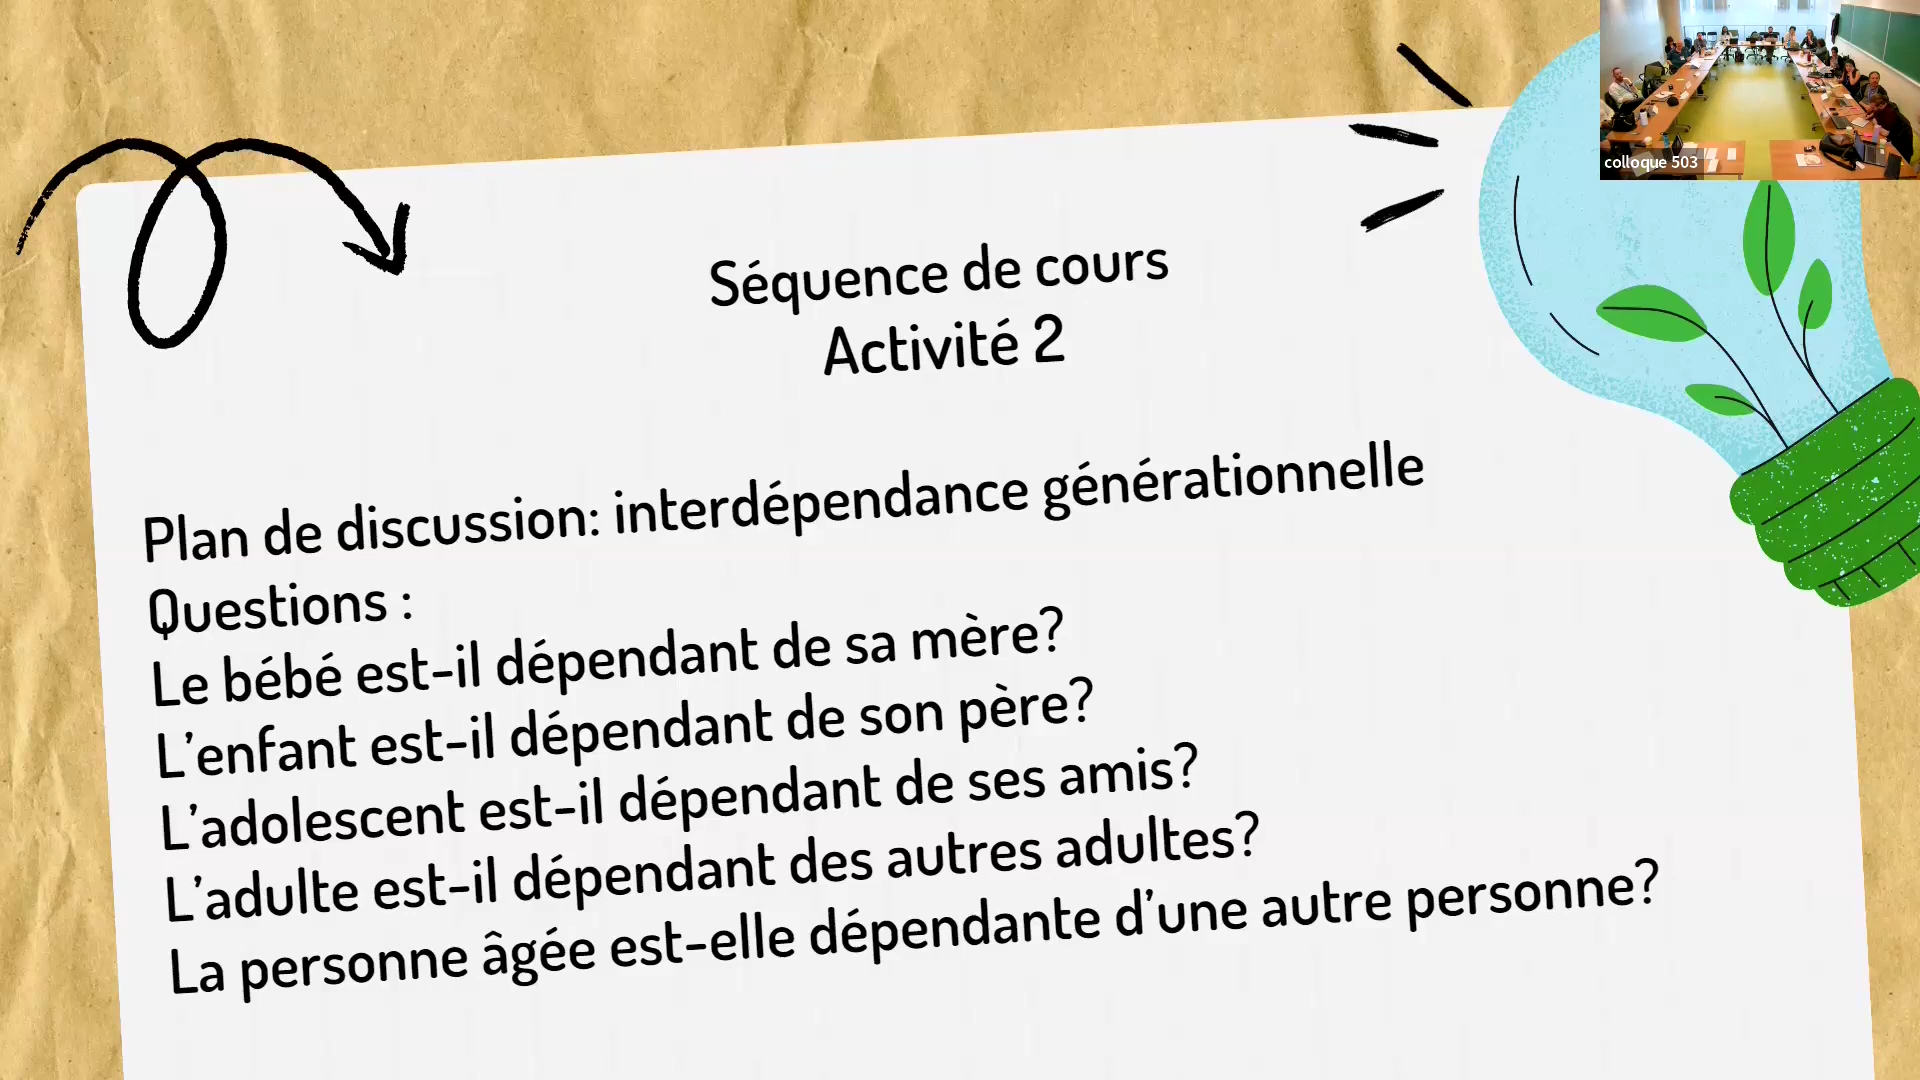 colloque 503
Séquence de cours
Activité 2
Plan de discussion: interdépendance générationnelle
Questions :
Le bébé est-il dépendant de sa mère?
L’enfant est-il dépendant de son père?
L’adolescent est-il dépendant de ses amis?
L’adulte est-il dépendant des autres adultes?
La personne âgée est-elle dépendante d’une autre personne?